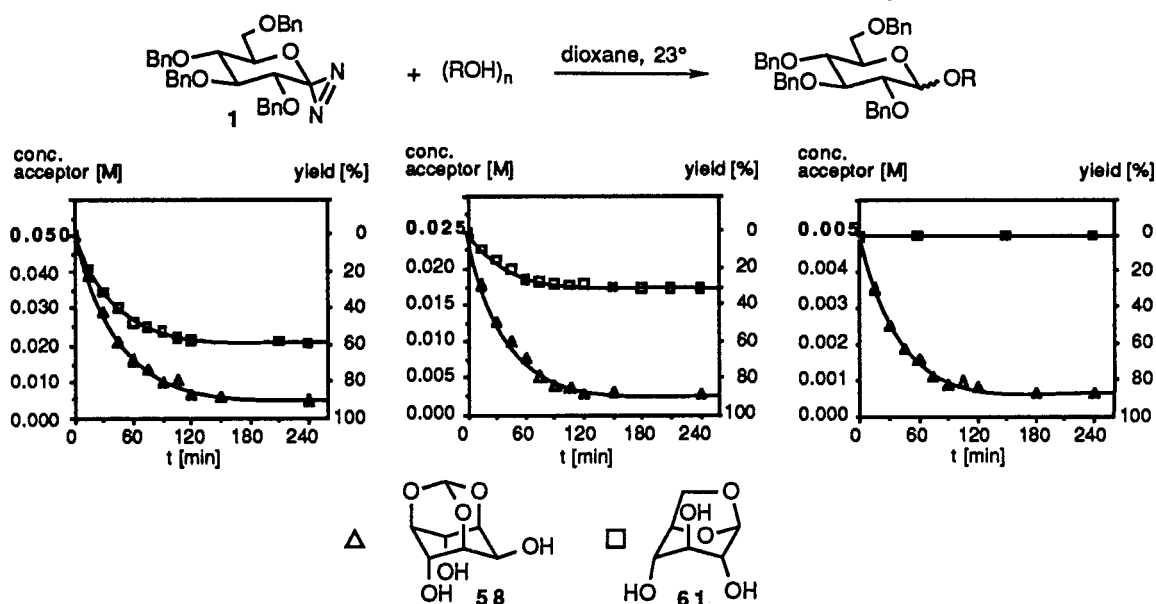 OBn
BnO
O
BnO
N
BnO
N
1
+ (ROH)n
dioxane, 23°
OBn
BnO
O
BnO
OR
BnO
conc.
acceptor [M]
yield [%]
0.050
0.040
0.030
0.020
0.010
0.000
0
20
40
60
80
100
0 60 120 180 240
t [min]
conc.
acceptor [M]
yield [%]
0.025
0.020
0.015
0.010
0.005
0.000
0
20
40
60
80
100
0 60 120 180 240
t [min]
conc.
acceptor [M]
yield [%]
0.005
0.004
0.003
0.002
0.001
0.000
0
20
40
60
80
100
0 60 120 180 240
t [min]
O O
O
OH
OH
HO
58
O
OH
O
HO
OH
61